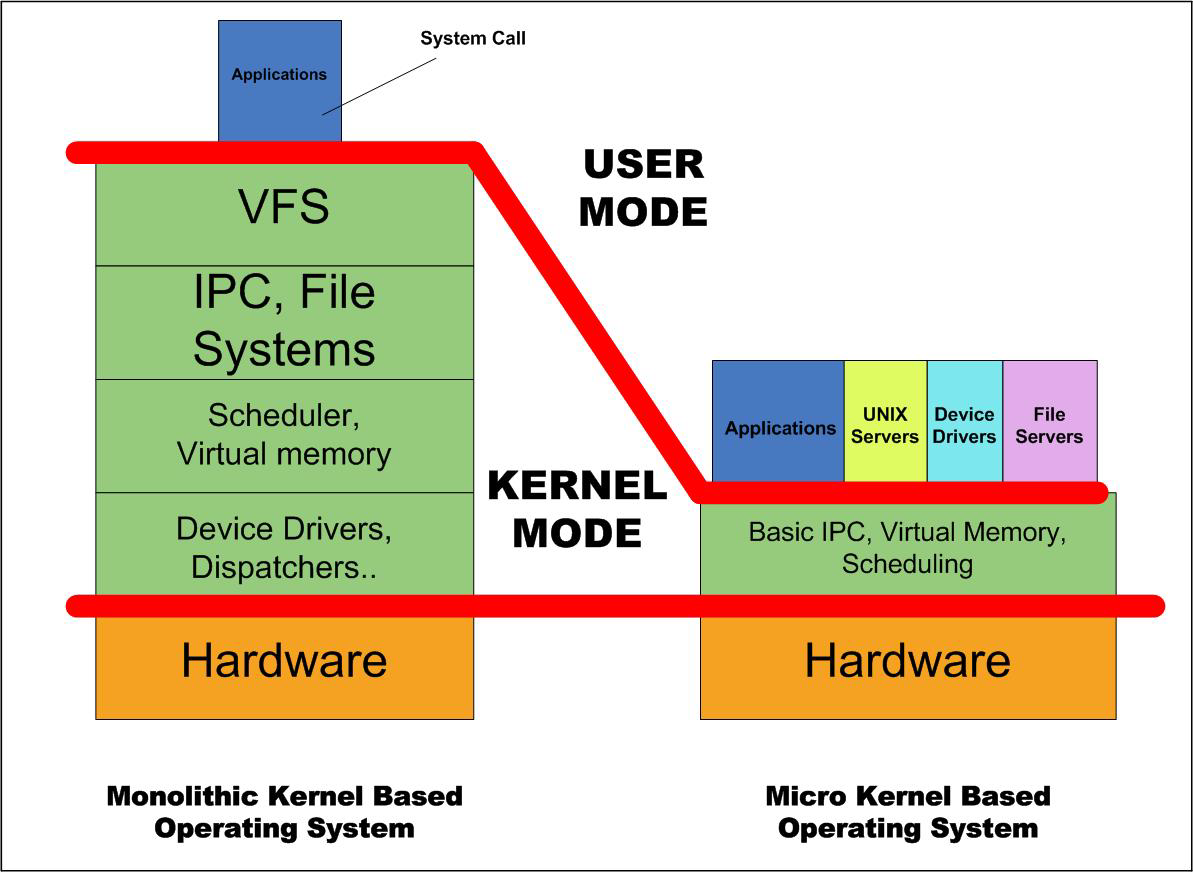 Applications
System Call
USER
MODE
VFS
IPC, File
Systems
Scheduler,
Virtual memory
Device Drivers,
Dispatchers..
Hardware
KERNEL
MODE
Applications
UNIX
Servers
Device
Drivers
File
Servers
Basic IPC, Virtual Memory,
Scheduling
Hardware
Monolithic Kernel Based
Operating System
Micro Kernel Based
Operating System